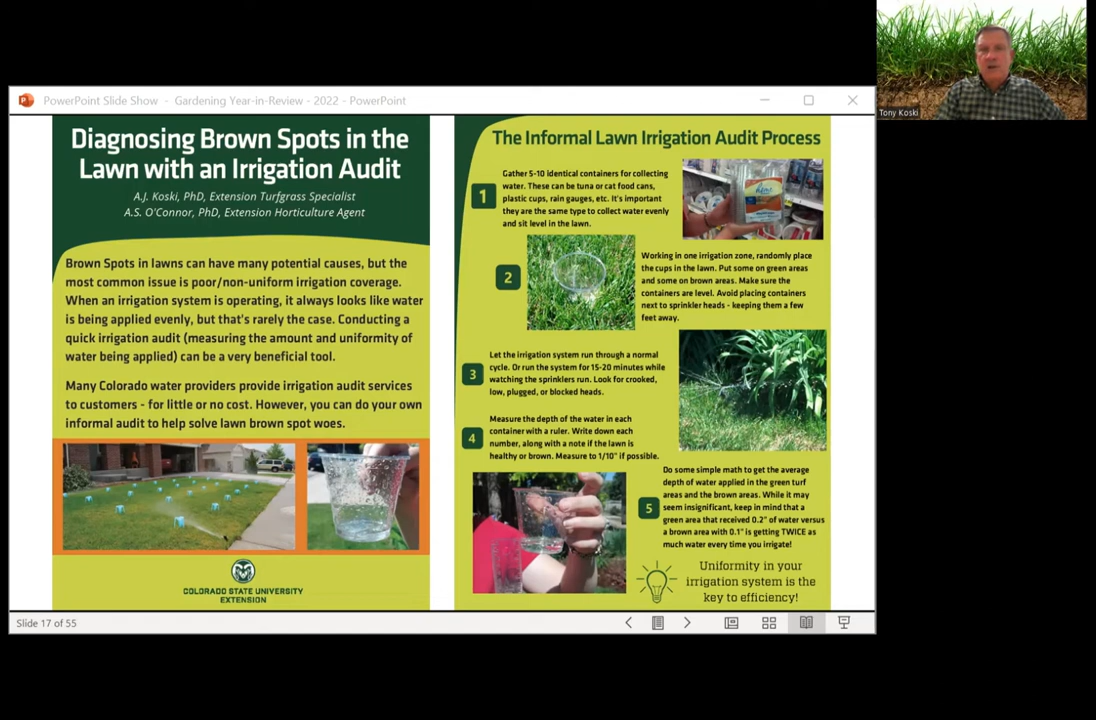 PowerPoint Slide Show - Gardening Year-in-Review - 2022 - PowerPoint
Tony Koski
Diagnosing Brown Spots in the
Lawn with an Irrigation Audit
A.J. Koski, PhD, Extension Turfgrass Specialist
A.S. O'Connor, PhD, Extension Horticulture Agent
Brown Spots in lawns can have many potential causes, but the
most common issue is poor/non-uniform irrigation coverage.
When an irrigation system is operating, it always looks like water
is being applied evenly, but that's rarely the case. Conducting a
quick irrigation audit (measuring the amount and uniformity of
water being applied) can be a very beneficial tool.
Many Colorado water providers provide irrigation audit services
to customers - for little or no cost. However, you can do your own
informal audit to help solve lawn brown spot woes.
COLORADO STATE UNIVERSITY
EXTENSION
The Informal Lawn Irrigation Audit Process
1
Gather 5-10 identical containers for collecting
water. These can be tuna or cat food cans,
plastic cups, rain gauges, etc. It's important
they are the same type to collect water evenly
and sit level in the lawn.
2
Working in one irrigation zone, randomly place
the cups in the lawn. Put some on green areas
and some on brown areas. Make sure the
containers are level. Avoid placing containers
next to sprinkler heads - keeping them a few
feet away.
3
Let the irrigation system run through a normal
cycle. Or run the system for 15-20 minutes while
watching the sprinklers run. Look for crooked,
low, plugged, or blocked heads.
4
Measure the depth of the water in each
container with a ruler. Write down each
number, along with a note if the lawn is
healthy or brown. Measure to 1/10" if possible.
5
Do some simple math to get the average
depth of water applied in the green turf
areas and the brown areas. While it may
seem insignificant, keep in mind that a
green area that received 0.2" of water versus
a brown area with 0.1" is getting TWICE as
much water every time you irrigate!
Uniformity in your
irrigation system is the
key to efficiency!
Slide 17 of 55